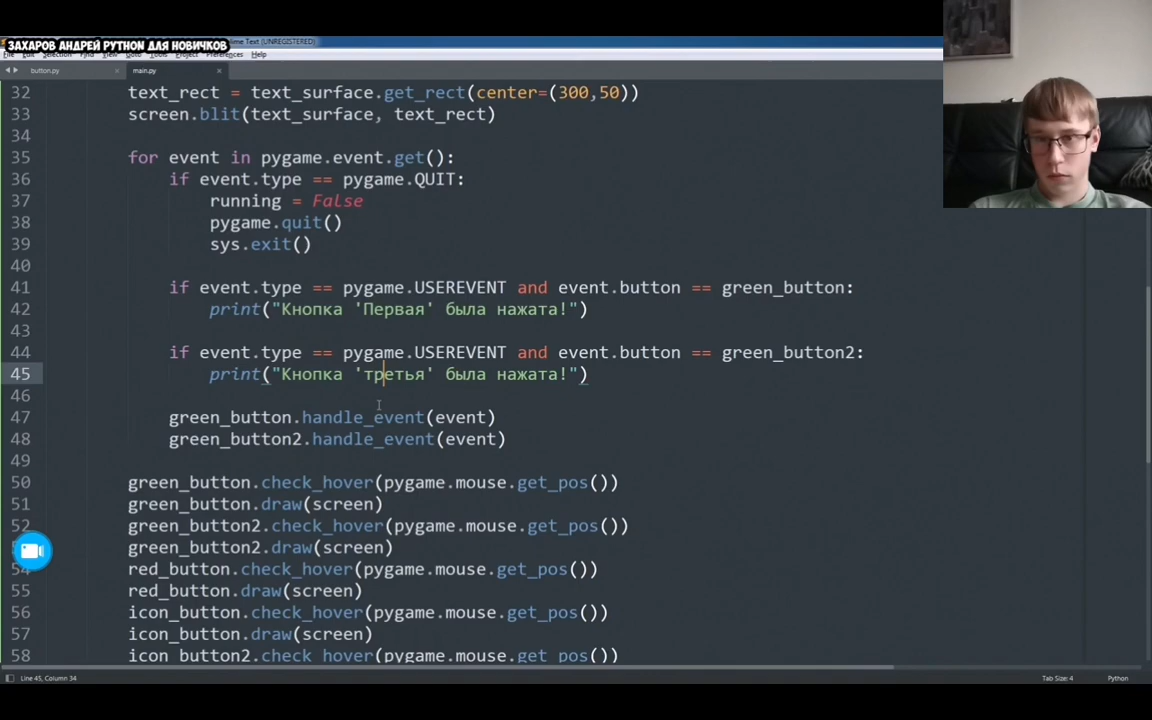 ЗАХАРОВ АНДРЕЙ PYTHON ДЛЯ НОВИЧКОВ
lime Text (UNREGISTERED)
Project Preferences Help
button.py
main.py
32 text_rect = text_surface.get_rect(center=(300,50))
33 screen.blit(text_surface, text_rect)
34
35 for event in pygame.event.get():
36 if event.type == pygame.QUIT:
37 running = False
38 pygame.quit()
39 sys.exit()
40
41 if event.type == pygame.USEREVENT and event.button == green_button:
42 print("Кнопка 'Первая' была нажата!")
43
44 if event.type == pygame.USEREVENT and event.button == green_button2:
45 print("Кнопка 'третья' была нажата!")
46
47 green_button.handle_event(event)
48 green_button2.handle_event(event)
49
50 green_button.check_hover(pygame.mouse.get_pos())
51 green_button.draw(screen)
52 green_button2.check_hover(pygame.mouse.get_pos())
green_button2.draw(screen)
54 red_button.check_hover(pygame.mouse.get_pos())
55 red_button.draw(screen)
56 icon_button.check_hover(pygame.mouse.get_pos())
57 icon_button.draw(screen)
58 icon_button2.check_hover(pygame.mouse.get_pos())
Line 45, Column 34
Tab Size: 4
Python